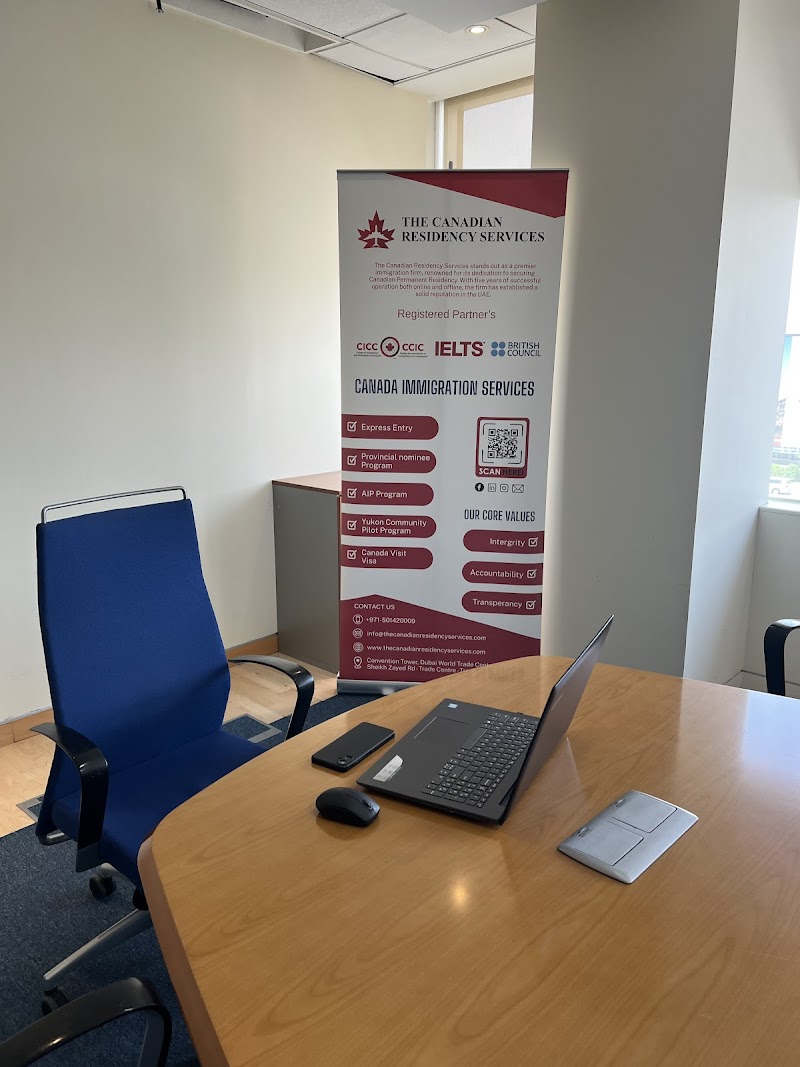 THE CANADIAN
RESIDENCY SERVICES
The Canadian Residency Services stands out as a premier
immigration firm, renowned for its dedication to securing
Canadian Permanent Residency. With five years of successful
operation both online and offline, the firm has established a
solid reputation in the UAE.
Registered Partner's
CICC CCIC
IELTS
BRITISH
COUNCIL
CANADA IMMIGRATION SERVICES
Express Entry
Provincial nominee
Program
AIP Program
Yukon Community
Pilot Program
Canada Visit
Visa
SCAN HERE
OUR CORE VALUES
Intergrity
Accountability
Transperancy
CONTACT US
+971-501420009
info@thecanadianresidencyservices.com
www.thecanadianresidencyservices.com
Convention Tower, Dubai World Trade
Sheikh Zayed Rd - Trade Centre